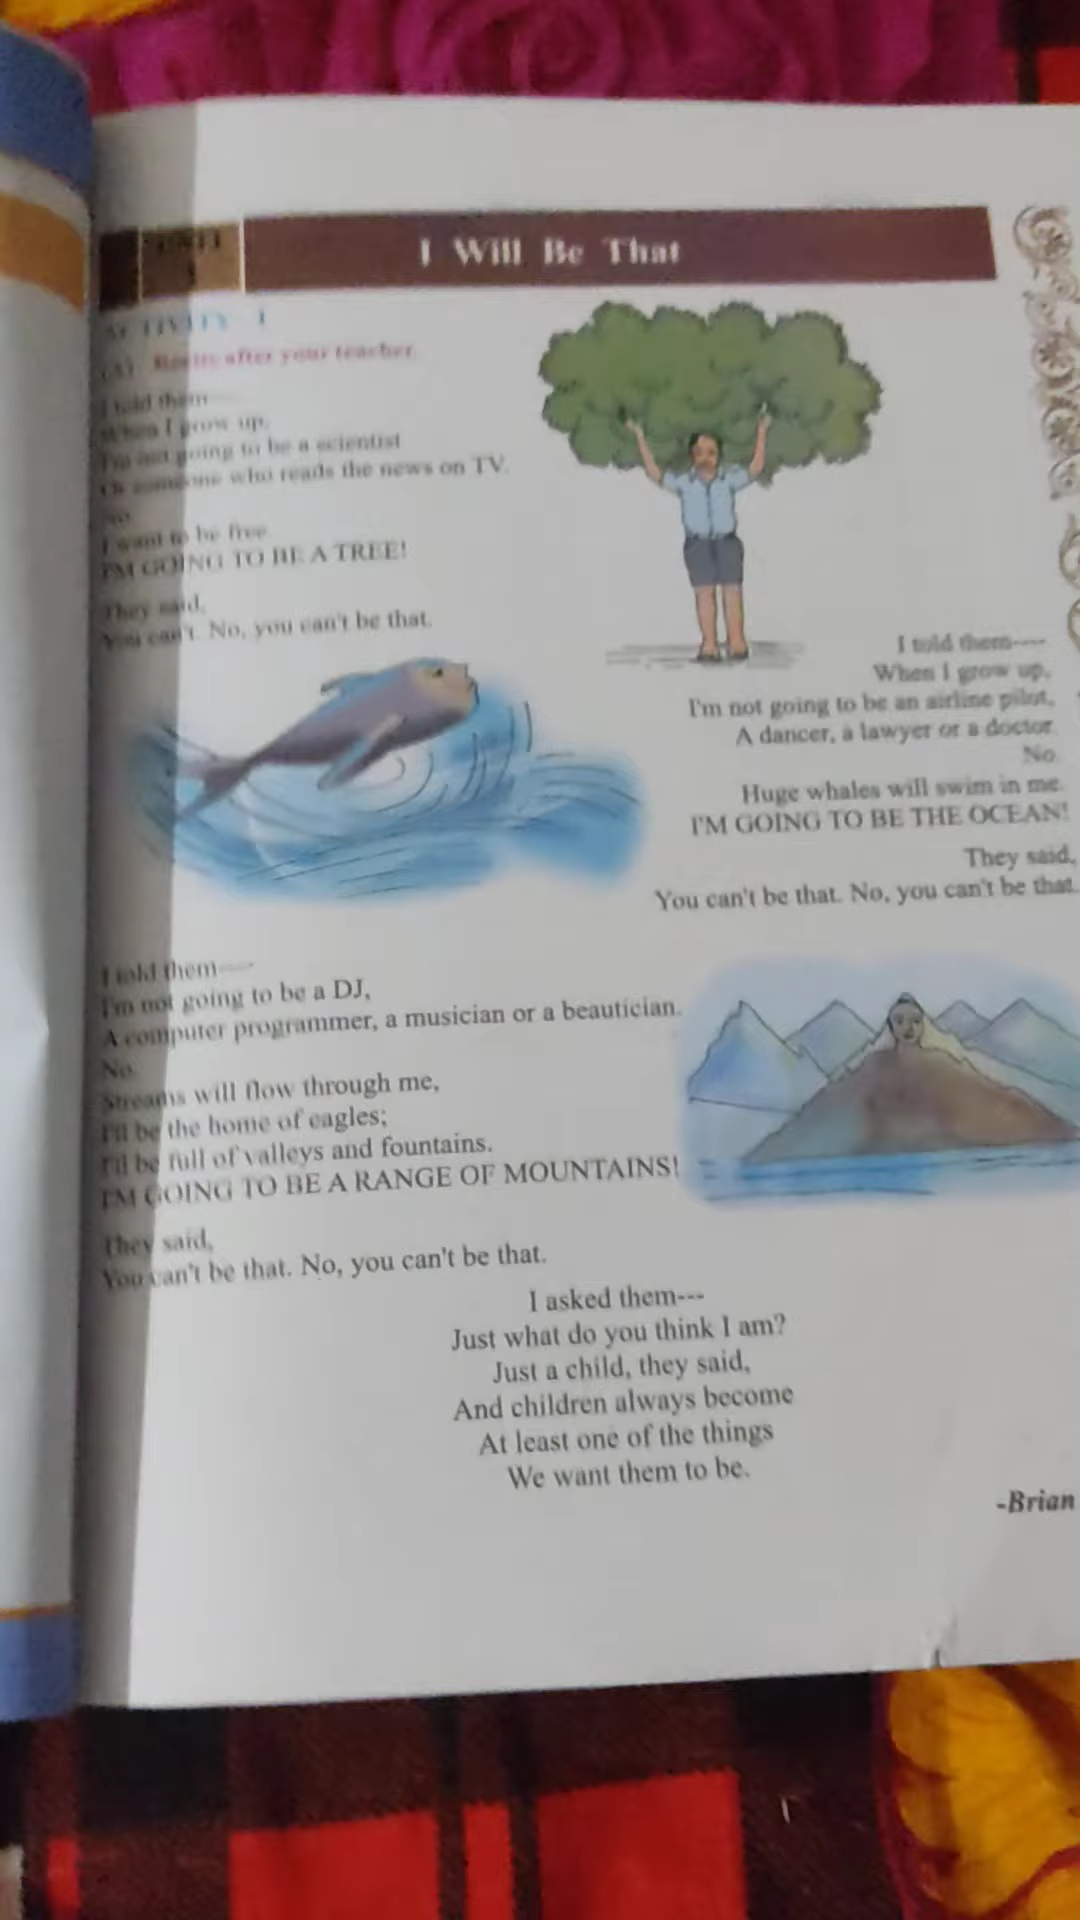 UNIT
1
I Will Be That
ACTIVITY - 1
(A) Recite after your teacher.
I told them----
When I grow up,
I'm not going to be a scientist
Or someone who reads the news on TV.
No.
I want to be free.
I'M GOING TO BE A TREE!
They said,
You can't. No, you can't be that.
I told them----
When I grow up,
I'm not going to be an airline pilot,
A dancer, a lawyer or a doctor.
No.
Huge whales will swim in me.
I'M GOING TO BE THE OCEAN!
They said,
You can't be that. No, you can't be that.
I told them----
I'm not going to be a DJ,
A computer programmer, a musician or a beautician.
No.
Streams will flow through me,
I'll be the home of eagles;
I'll be full of valleys and fountains.
I'M GOING TO BE A RANGE OF MOUNTAINS!
They said,
You can't be that. No, you can't be that.
I asked them---
Just what do you think I am?
Just a child, they said,
And children always become
At least one of the things
We want them to be.
-Brian